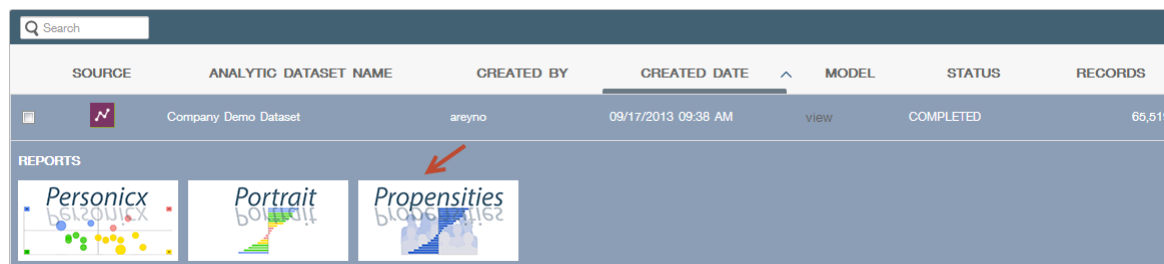 Search
SOURCE ANALYTIC DATASET NAME CREATED BY CREATED DATE MODEL STATUS RECORDS
Company Demo Dataset areyno 09/17/2013 09:38 AM view COMPLETED
REPORTS
Personicx Portrait Propensities